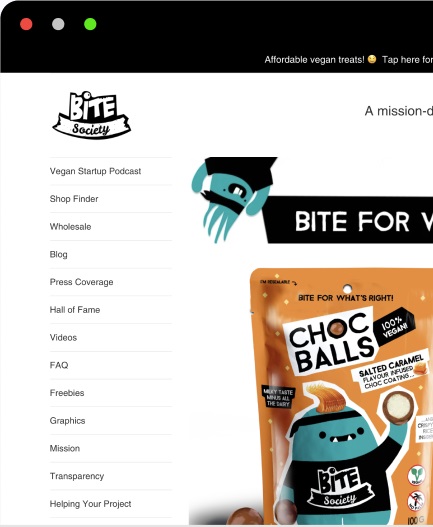 Affordable vegan treats! 🤩 Tap here for
BITE
Society
A mission-d
Vegan Startup Podcast
Shop Finder
Wholesale
Blog
Press Coverage
Hall of Fame
Videos
FAQ
Freebies
Graphics
Mission
Transparency
Helping Your Project
BITE FOR W
I'M RESEALABLE
BITE FOR WHAT'S RIGHT!
CHOC
BALLS
100%
VEGAN!
SALTED CARAMEL
FLAVOUR INFUSED
CHOC COATING...
MILKY TASTE
MINUS ALL
THE DAIRY
BITE
Society
100G